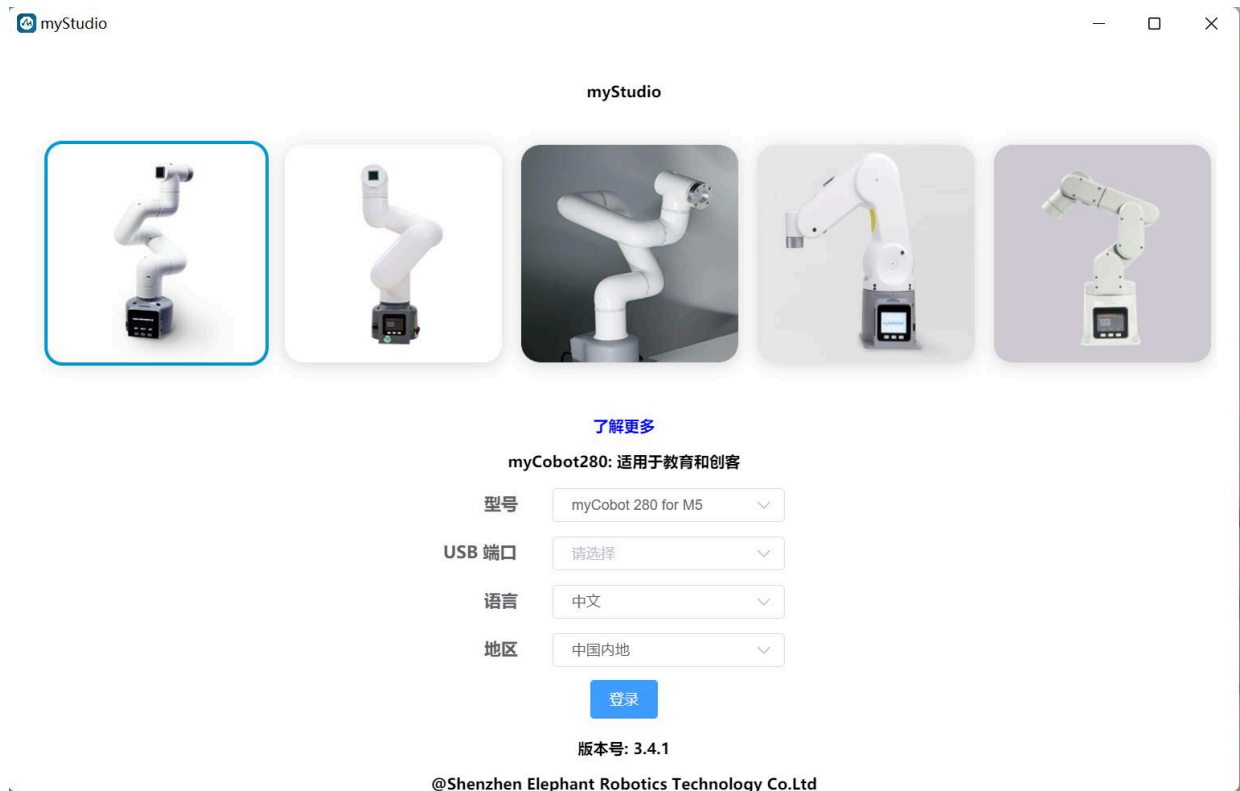 myStudio
myStudio
了解更多
myCobot280: 适用于教育和创客
型号 myCobot 280 for M5
USB 端口 请选择
语言 中文
地区 中国内地
登录
版本号: 3.4.1
@Shenzhen Elephant Robotics Technology Co.Ltd